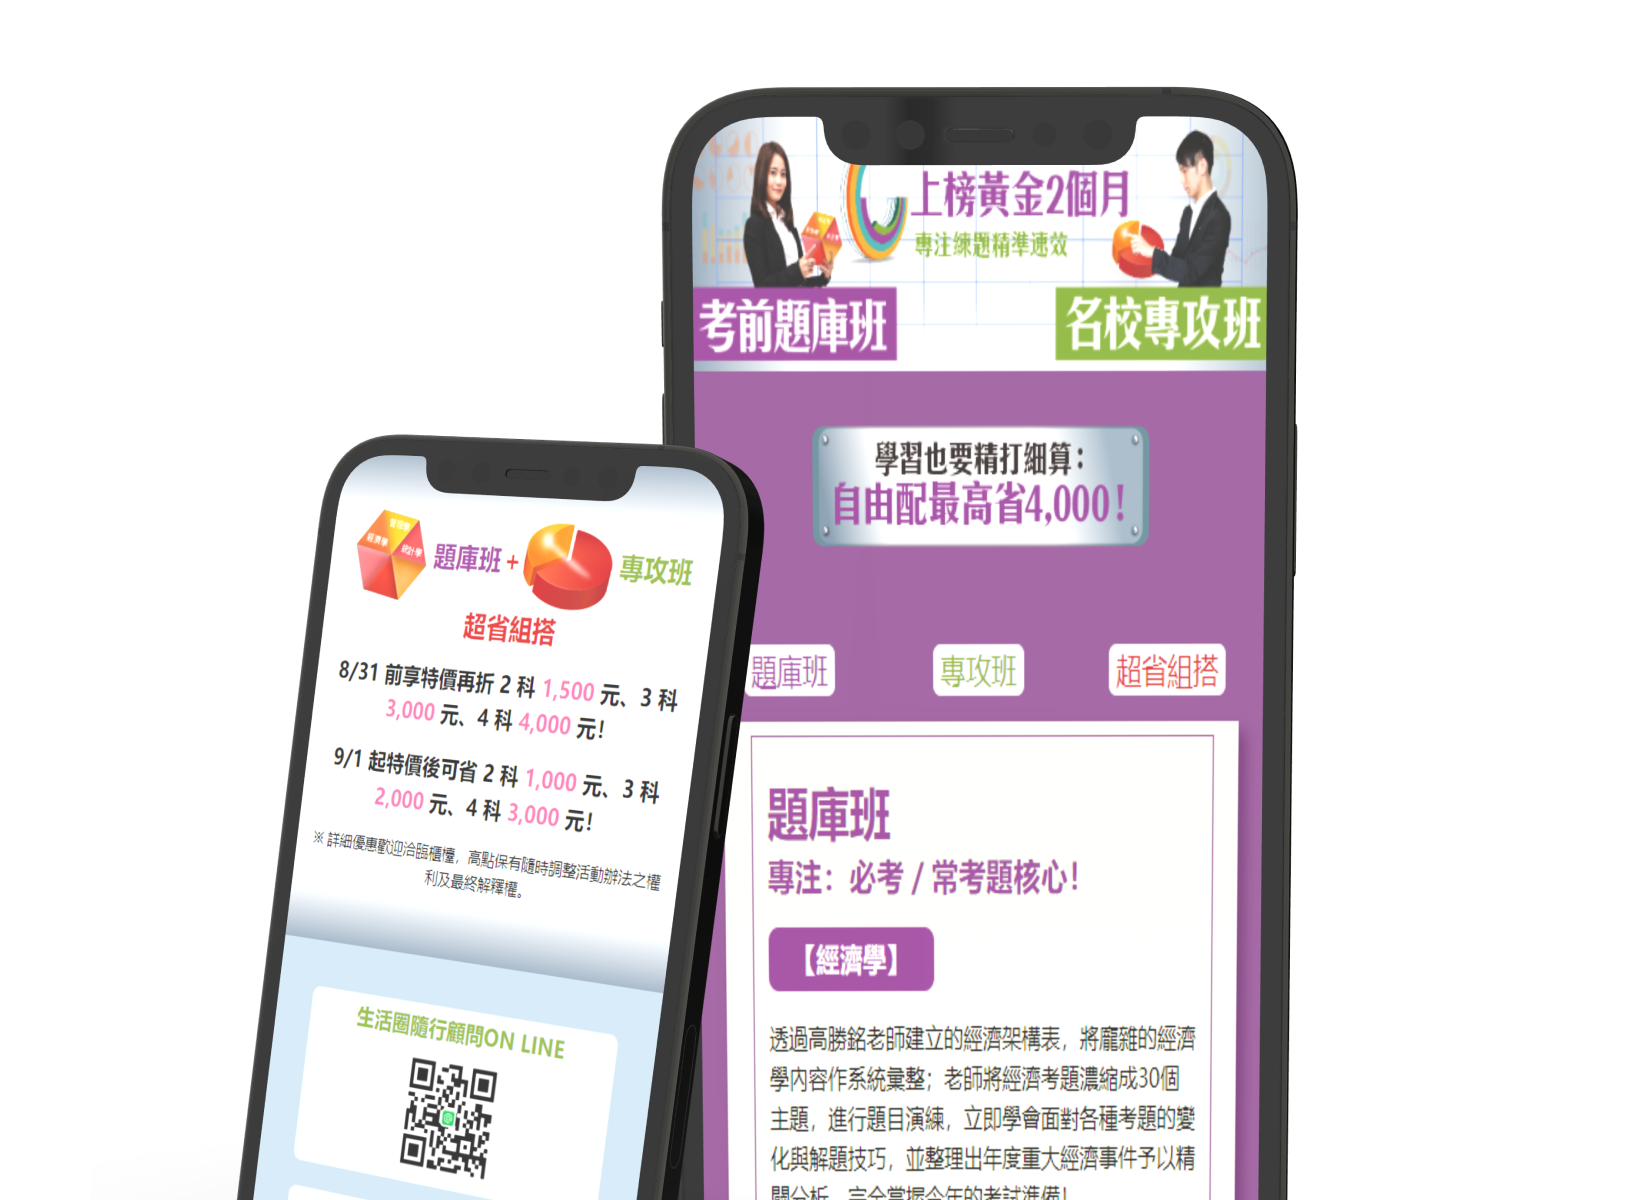 上榜黃金2個月
專注練題精準速效
考前題庫班
名校專攻班
學習也要精打細算：
自由配最高省4,000！
題庫班
專攻班
超省組搭
題庫班
專注：必考 / 常考題核心！
【經濟學】
透過高勝銘老師建立的經濟架構表，將龐雜的經濟
學內容作系統彙整；老師將經濟考題濃縮成30個
主題，進行題目演練，立即學會面對各種考題的變
化與解題技巧，並整理出年度重大經濟事件予以精
闢分析，完全掌握今年的考試準備！
管理學
經濟學
統計學
題庫班 +
專攻班
超省組搭
8/31 前享特價再折 2 科 1,500 元、3 科
3,000 元、4 科 4,000 元！
9/1 起特價後可省 2 科 1,000 元、3 科
2,000 元、4 科 3,000 元！
※ 詳細優惠歡迎洽臨櫃檯，高點保有隨時調整活動辦法之權
利及最終解釋權。
生活圈隨行顧問ON LINE